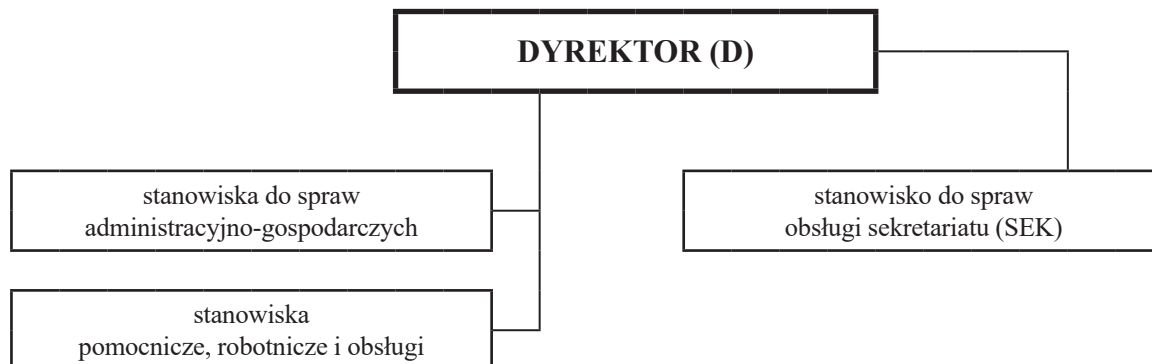 DYREKTOR (D)
stanowiska do spraw
administracyjno-gospodarczych
stanowisko do spraw
obsługi sekretariatu (SEK)
stanowiska
pomocnicze, robotnicze i obsługi